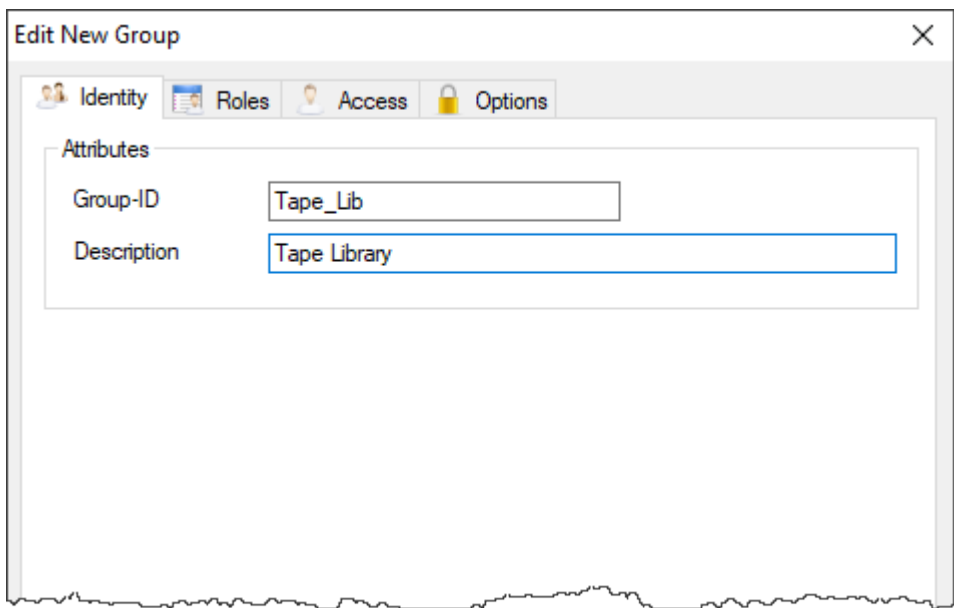 Edit New Group
Identity Roles Access Options
Attributes
Group-ID Tape_Lib
Description Tape Library